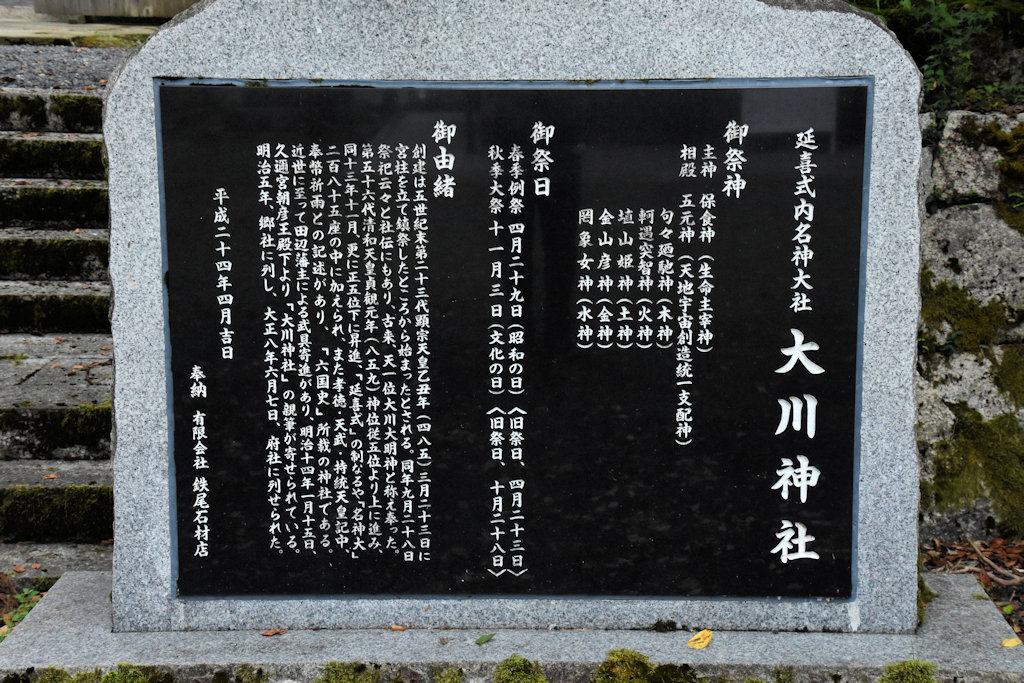 延喜式内名神大社 大川神社
御祭神
主神 保食神(生命主宰神)
相殿 五元神(天地宇宙創造統一支配神)
句々廼馳神(木神)
軻遇突智神(火神)
埴山姫神(土神)
金山彦神(金神)
罔象女神(水神)
御祭日
春季例祭 四月二十九日(昭和の日)〈旧祭日、四月二十三日〉
秋季大祭 十一月三日(文化の日)〈旧祭日、十月二十八日〉
御由緒
創建は五世紀末第二十三代顕宗天皇乙丑年(四八五)三月二十三日に
宮柱を立て鎮祭したところから始まったとされる。同年九月二十八日
祭祀云々と社伝にもあり、古来、天一位大川大明神と称え奉った。
第五十六代清和天皇貞観元年(八五九)神位従五位より上に進み、
同十三年十一月、更に正五位下に昇進、「延喜式」の制なるや「名神大」
二百八十五座の中に加えられ、また孝徳・天武・持統天皇記中、
奉幣祈雨との記述があり、「六国史」所載の神社である。
近世に至って田辺藩主による武具寄進があり、明治十四年一月十五日、
久邇宮朝彦王殿下より、「大川神社」の親筆が寄せられている。
明治五年、郷社に列し、大正八年六月七日、府社に列せられた。
平成二十四年四月吉日
奉納 有限会社 鉄尾石材店